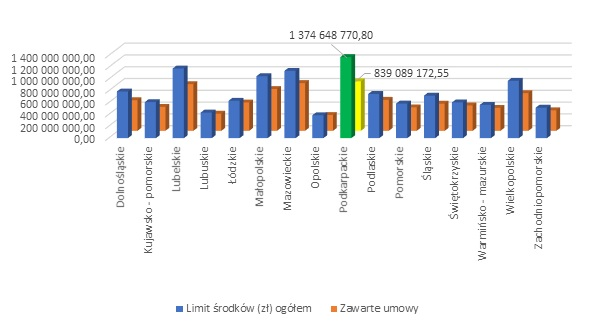 1 374 648 770,80
839 089 172,55
1 400 000 000,00
1 200 000 000,00
1 000 000 000,00
800 000 000,00
600 000 000,00
400 000 000,00
200 000 000,00
0,00
Dolnośląskie
Kujawsko - pomorskie
Lubelskie
Lubuskie
Łódzkie
Małopolskie
Mazowieckie
Opolskie
Podkarpackie
Podlaskie
Pomorskie
Śląskie
Świętokrzyskie
Warmińsko - mazurskie
Wielkopolskie
Zachodniopomorskie
Limit środków (zł) ogółem
Zawarte umowy